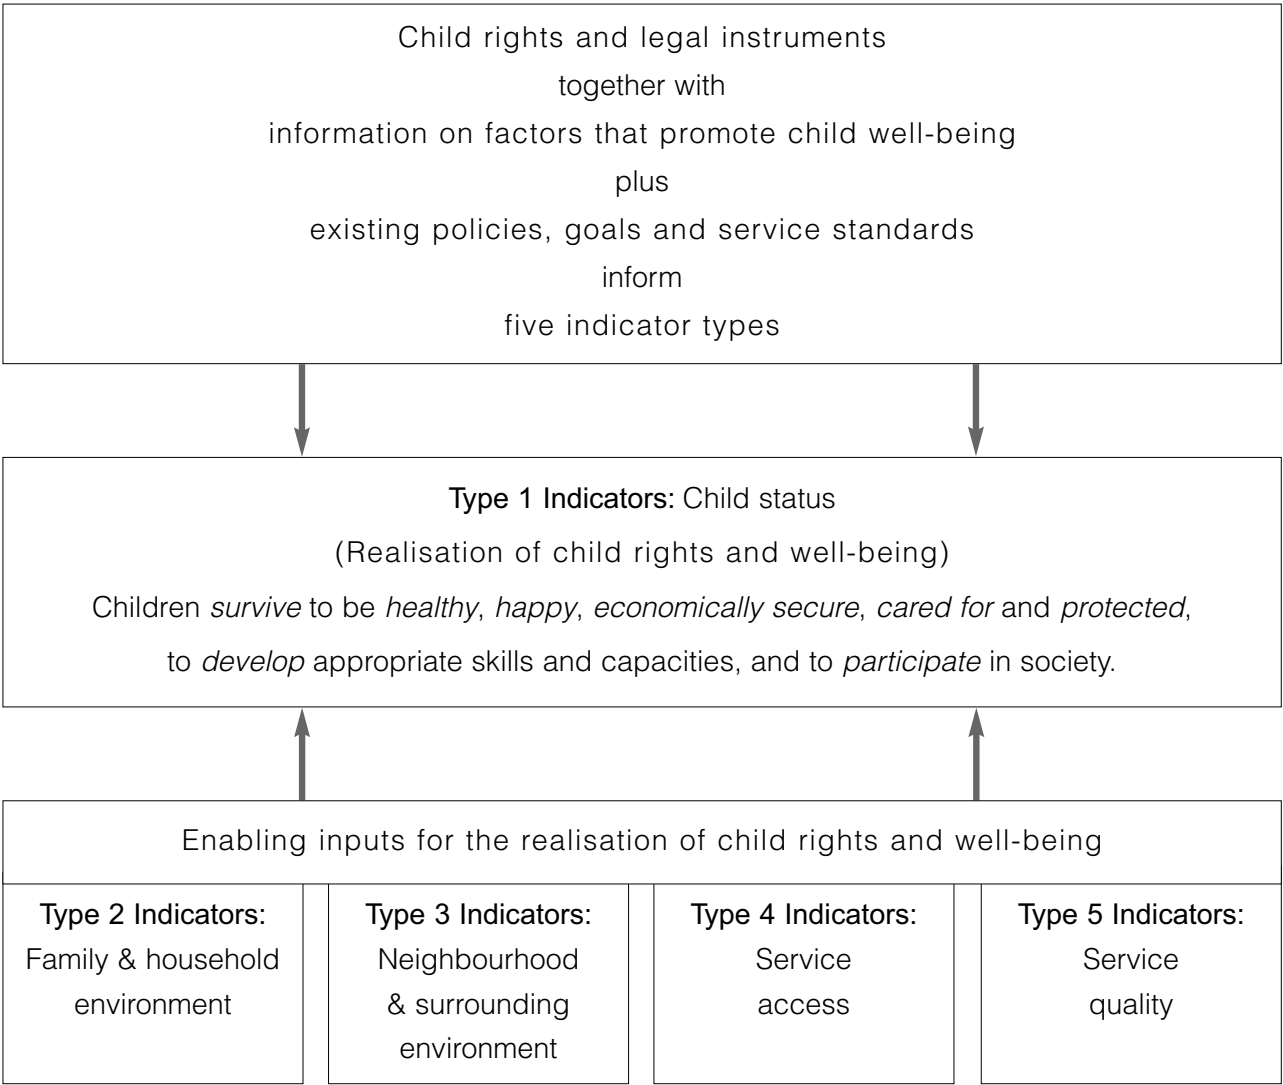 Child rights and legal instruments
together with
information on factors that promote child well-being
plus
existing policies, goals and service standards
inform
five indicator types
Type 1 Indicators: Child status
(Realisation of child rights and well-being)
Children survive to be healthy, happy, economically secure, cared for and protected,
to develop appropriate skills and capacities, and to participate in society.
Enabling inputs for the realisation of child rights and well-being
Type 2 Indicators:
Family & household
environment
Type 3 Indicators:
Neighbourhood
& surrounding
environment
Type 4 Indicators:
Service
access
Type 5 Indicators:
Service
quality